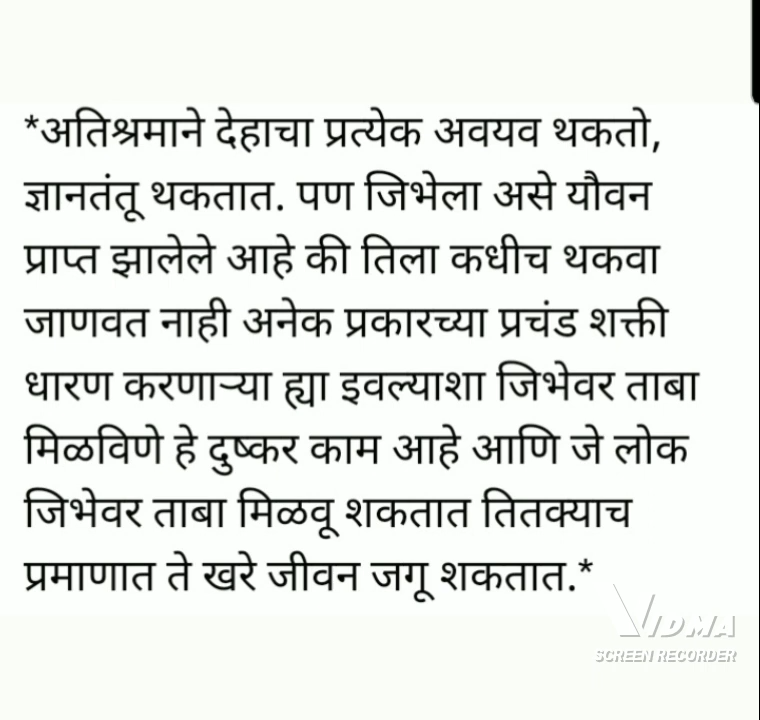 *अतिश्रमाने देहाचा प्रत्येक अवयव थकतो,
ज्ञानतंतू थकतात. पण जिभेला असे यौवन
प्राप्त झालेले आहे की तिला कधीच थकवा
जाणवत नाही अनेक प्रकारच्या प्रचंड शक्ती
धारण करणाऱ्या ह्या इवल्याशा जिभेवर ताबा
मिळविणे हे दुष्कर काम आहे आणि जे लोक
जिभेवर ताबा मिळवू शकतात तितक्याच
प्रमाणात ते खरे जीवन जगू शकतात.*
VIDMA
SCREEN RECORDER